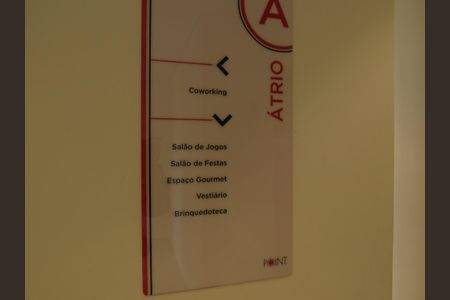 A
ÁTRIO
Coworking
Salão de Jogos
Salão de Festas
Espaço Gourmet
Vestiário
Brinquedoteca
POINT